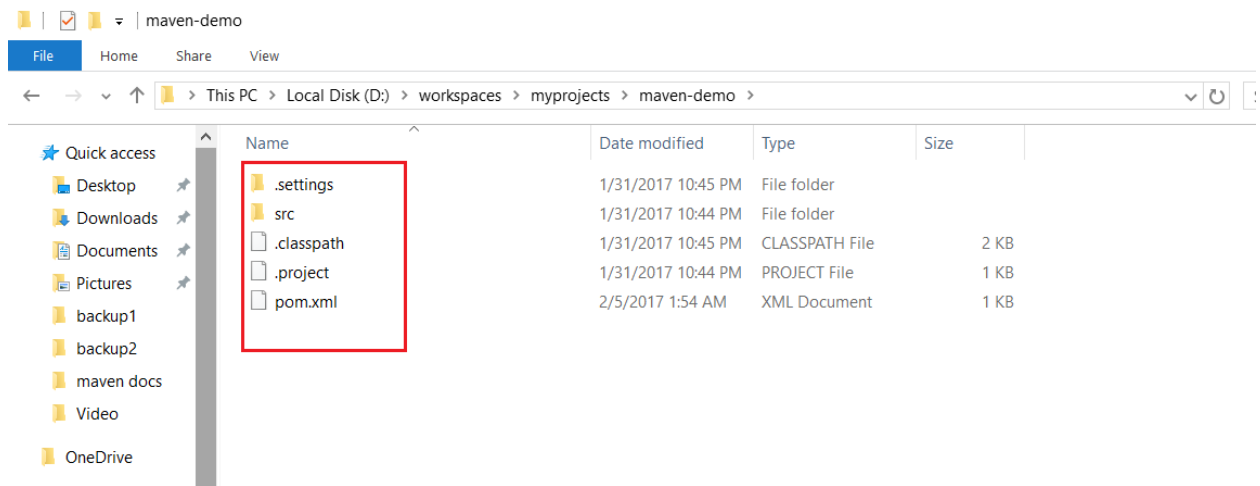 maven-demo
File Home Share View
This PC > Local Disk (D:) > workspaces > myprojects > maven-demo >
Name Date modified Type Size
Quick access
Desktop
Downloads
Documents
Pictures
backup1
backup2
maven docs
Video
OneDrive
.settings 1/31/2017 10:45 PM File folder
src 1/31/2017 10:44 PM File folder
.classpath 1/31/2017 10:45 PM CLASSPATH File 2 KB
.project 1/31/2017 10:44 PM PROJECT File 1 KB
pom.xml 2/5/2017 1:54 AM XML Document 1 KB